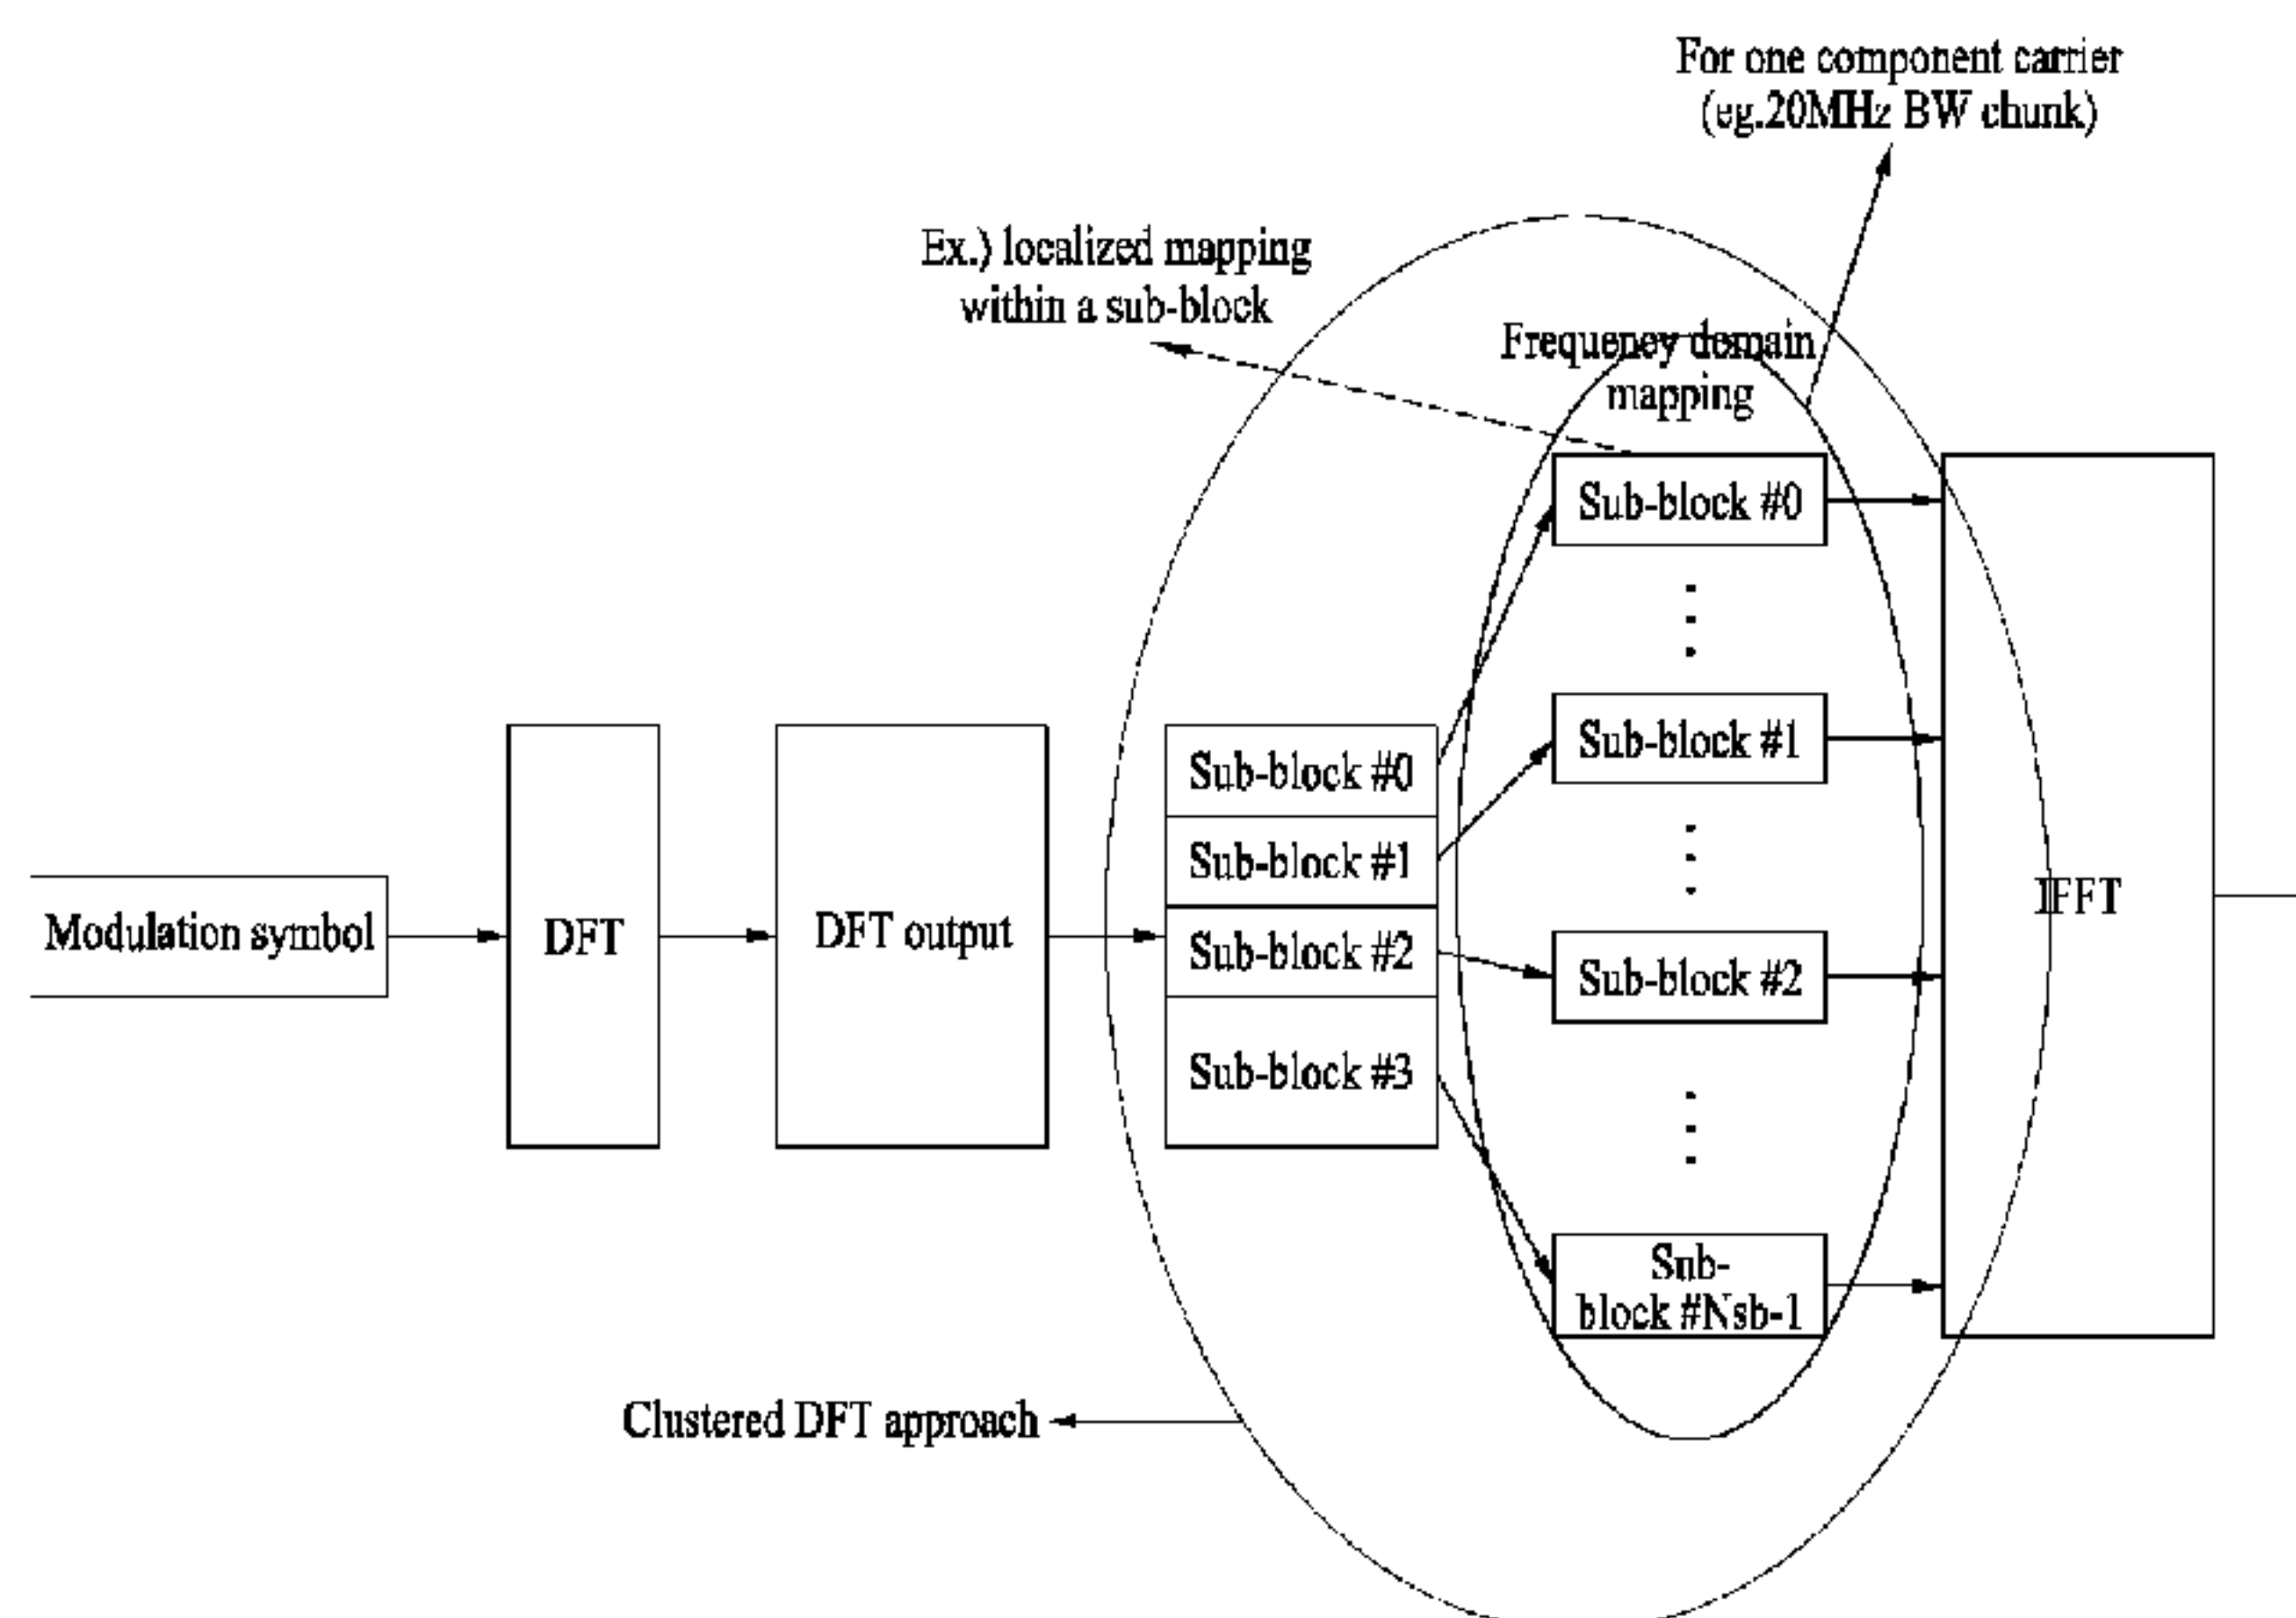 For one component carrier
(eg.20MHz BW chunk)
Ex.) localized mapping
within a sub-block
Frequency domain
mapping
Sub-block #0
Sub-block #1
Sub-block #2
Sub-
block #Nsb-1
Sub-block #0
Sub-block #1
Sub-block #2
Sub-block #3
Modulation symbol
DFT
DFT output
IFFT
Clustered DFT approach